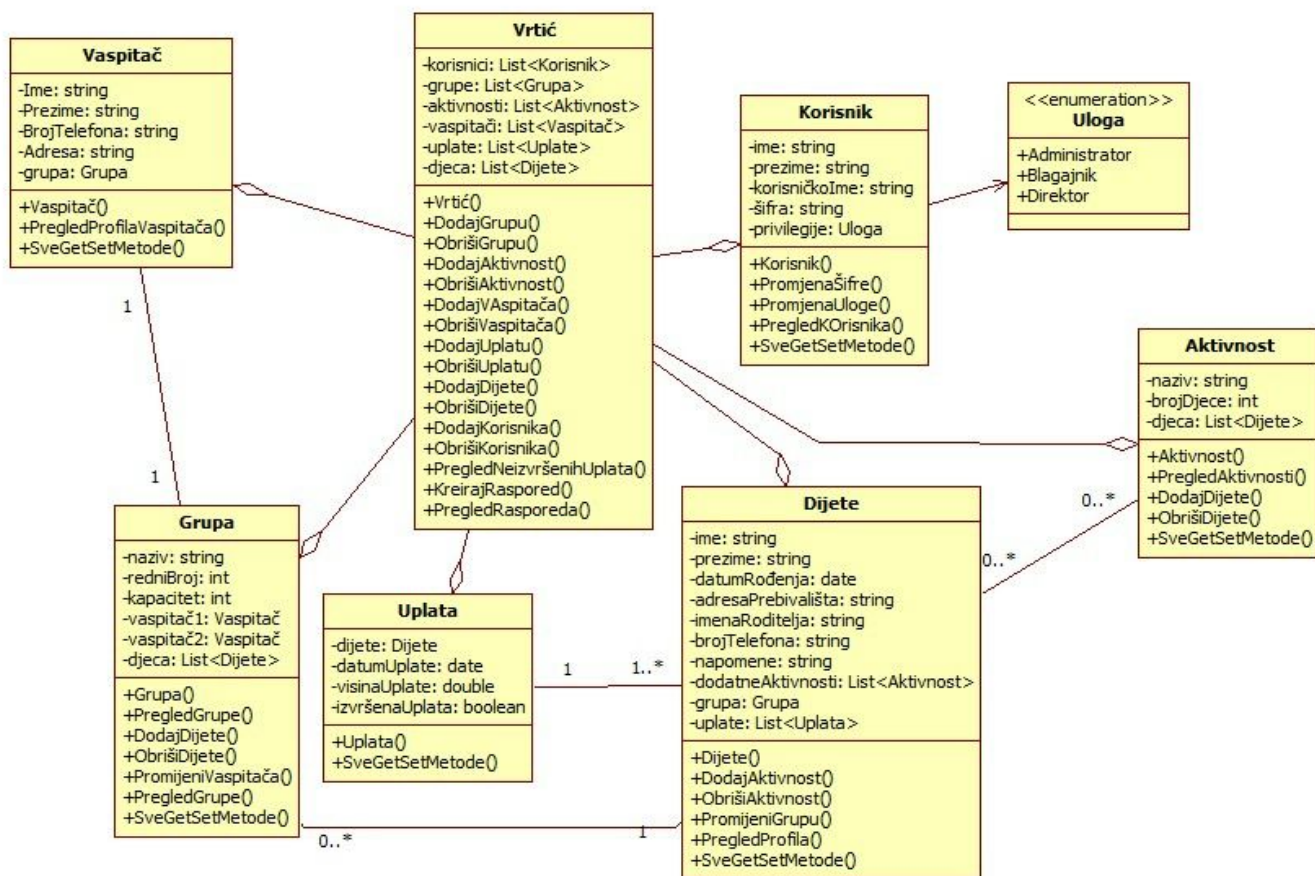 Vaspitač
-Ime: string
-Prezime: string
-BrojTelefona: string
-Adresa: string
-grupa: Grupa
+Vaspitač()
+PregledProfilaVaspitača()
+SveGetSetMetode()
Vrtić
-korisnici: List<Korisnik>
-grupe: List<Grupa>
-aktivnosti: List<Aktivnost>
-vaspitači: List<Vaspitač>
-uplate: List<Uplate>
-djeca: List<Dijete>
+Vrtić()
+DodajGrupu()
+ObrišiGrupu()
+DodajAktivnost()
+ObrišiAktivnost()
+DodajVAspitača()
+ObrišiVaspitača()
+DodajUplatu()
+ObrišiUplatu()
+DodajDijete()
+ObrišiDijete()
+DodajKorisnika()
+ObrišiKorisnika()
+PregledNeizvršenihUplata()
+KreirajRaspored()
+PregledRasporeda()
Korisnik
-ime: string
-prezime: string
-korisničkoIme: string
-šifra: string
-privilegije: Uloga
+Korisnik()
+PromjenaŠifre()
+PromjenaUloge()
+PregledKOrisnika()
+SveGetSetMetode()
<<enumeration>>
Uloga
+Administrator
+Blagajnik
+Direktor
Aktivnost
-naziv: string
-brojDjece: int
-djeca: List<Dijete>
+Aktivnost()
+PregledAktivnosti()
+DodajDijete()
+ObrišiDijete()
+SveGetSetMetode()
1
1
0..*
0..*
Grupa
-naziv: string
-redniBroj: int
-kapacitet: int
-vaspitač1: Vaspitač
-vaspitač2: Vaspitač
-djeca: List<Dijete>
+Grupa()
+PregledGrupe()
+DodajDijete()
+ObrišiDijete()
+PromijeniVaspitača()
+PregledGrupe()
+SveGetSetMetode()
Uplata
-dijete: Dijete
-datumUplate: date
-visinaUplate: double
-izvršenaUplata: boolean
+Uplata()
+SveGetSetMetode()
1
1..*
Dijete
-ime: string
-prezime: string
-datumRođenja: date
-adresaPrebivališta: string
-imenaRoditelja: string
-brojTelefona: string
-napomene: string
-dodatneAktivnosti: List<Aktivnost>
-grupa: Grupa
-uplate: List<Uplata>
+Dijete()
+DodajAktivnost()
+ObrišiAktivnost()
+PromijeniGrupu()
+PregledProfila()
+SveGetSetMetode()
0..*
1